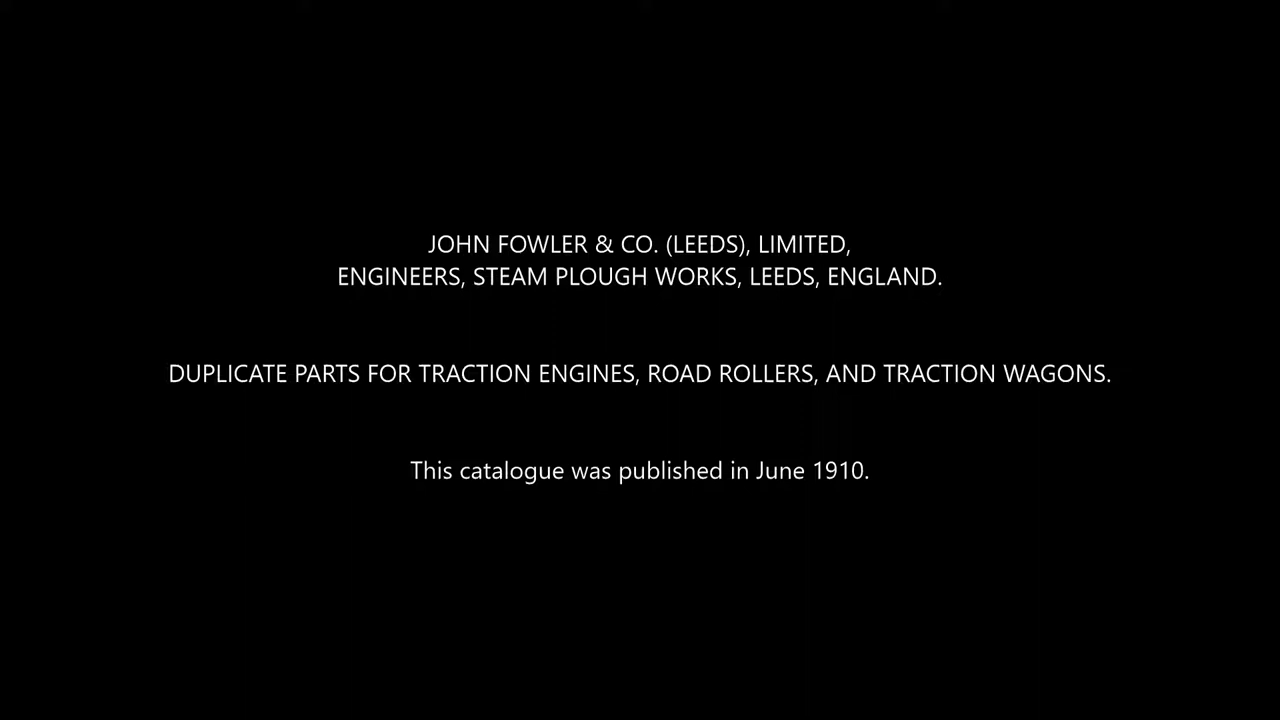 JOHN FOWLER & CO. (LEEDS), LIMITED,
ENGINEERS, STEAM PLOUGH WORKS, LEEDS, ENGLAND.
DUPLICATE PARTS FOR TRACTION ENGINES, ROAD ROLLERS, AND TRACTION WAGONS.
This catalogue was published in June 1910.